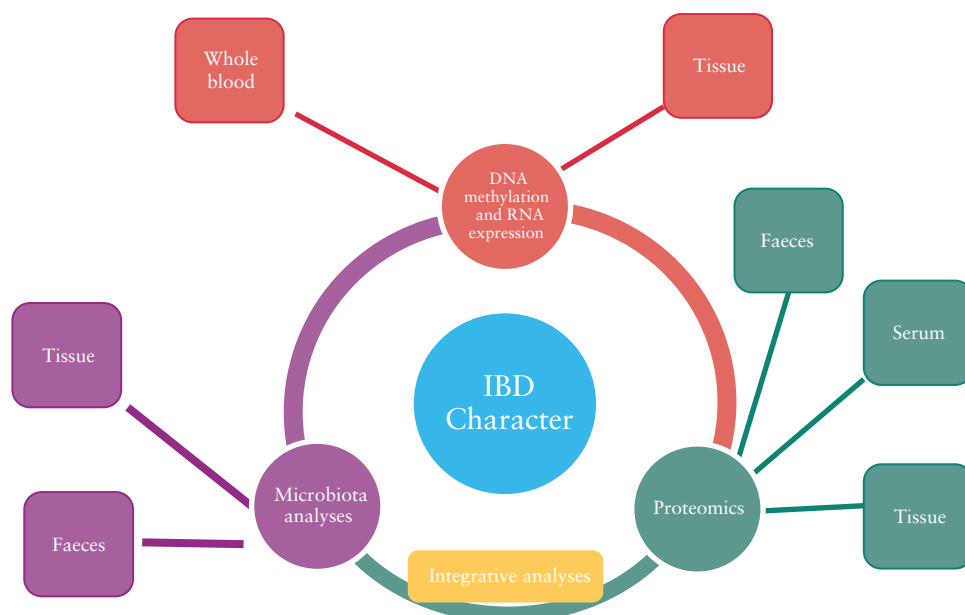 Whole
blood
Tissue
DNA
methylation
and RNA
expression
Faeces
Serum
Tissue
IBD
Character
Tissue
Microbiota
analyses
Proteomics
Faeces
Integrative analyses